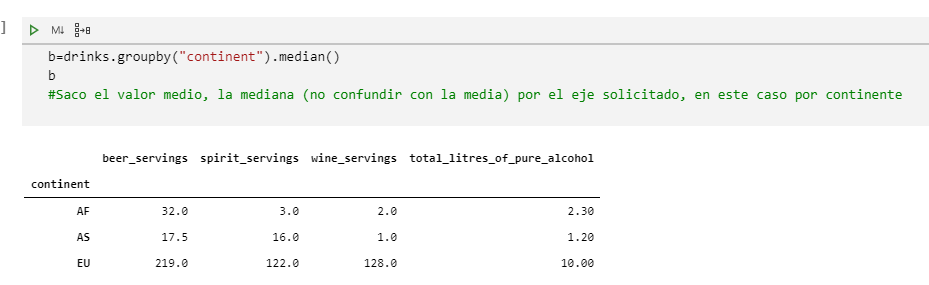 ]
M↓
b=drinks.groupby("continent").median()
b
#Saco el valor medio, la mediana (no confundir con la media) por el eje solicitado, en este caso por continente
beer_servings spirit_servings wine_servings total_litres_of_pure_alcohol
continent
AF 32.0 3.0 2.0 2.30
AS 17.5 16.0 1.0 1.20
EU 219.0 122.0 128.0 10.00